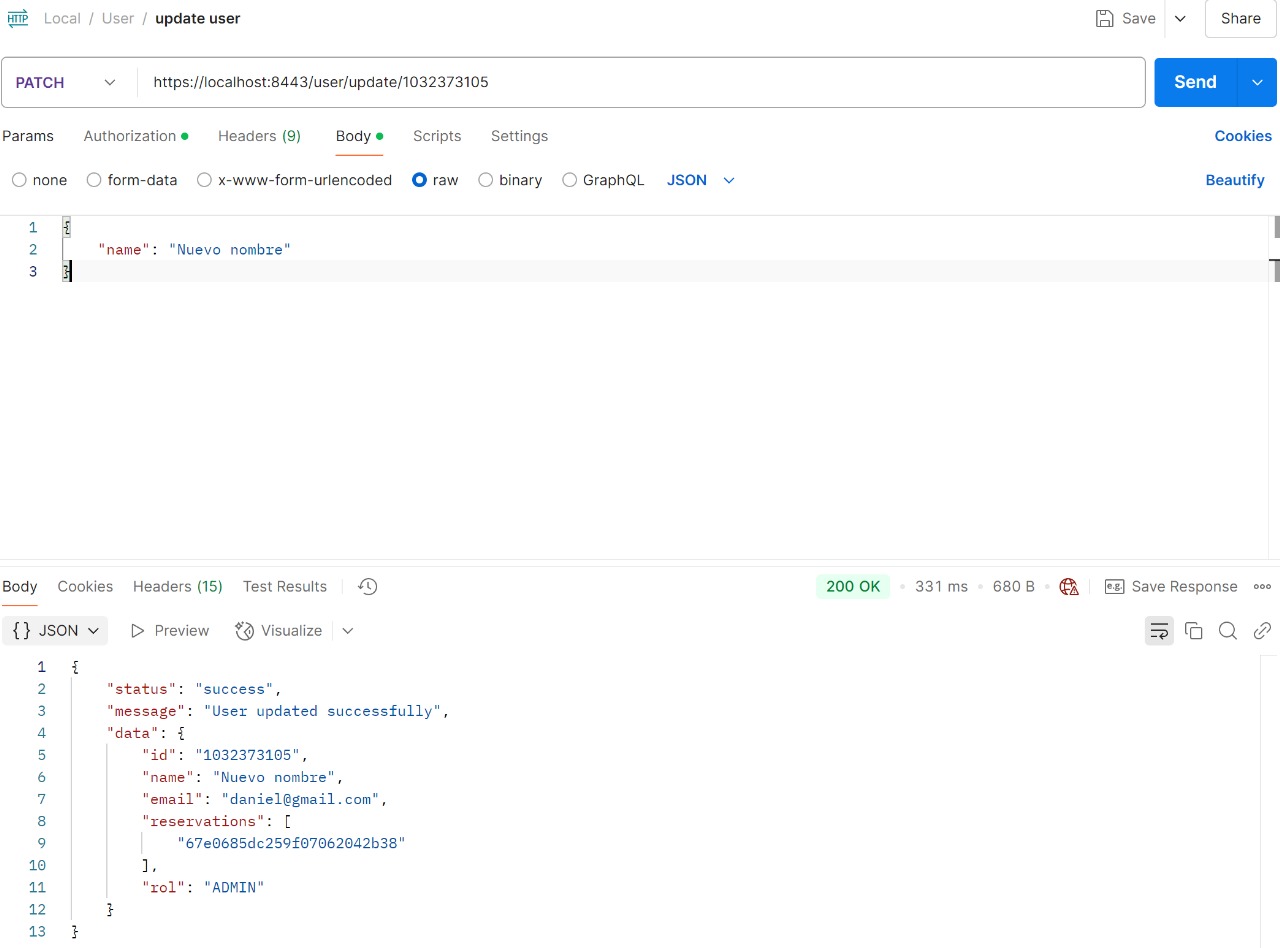 HTTP Local / User / update user Save Share
PATCH https://localhost:8443/user/update/1032373105 Send
Params Authorization Headers (9) Body Scripts Settings Cookies
none form-data x-www-form-urlencoded raw binary GraphQL JSON Beautify
1 {
2 "name": "Nuevo nombre"
3 }
Body Cookies Headers (15) Test Results 200 OK • 331 ms • 680 B • e.g. Save Response
{} JSON Preview Visualize
1 {
2 "status": "success",
3 "message": "User updated successfully",
4 "data": {
5 "id": "1032373105",
6 "name": "Nuevo nombre",
7 "email": "daniel@gmail.com",
8 "reservations": [
9 "67e0685dc259f07062042b38"
10 ],
11 "rol": "ADMIN"
12 }
13 }